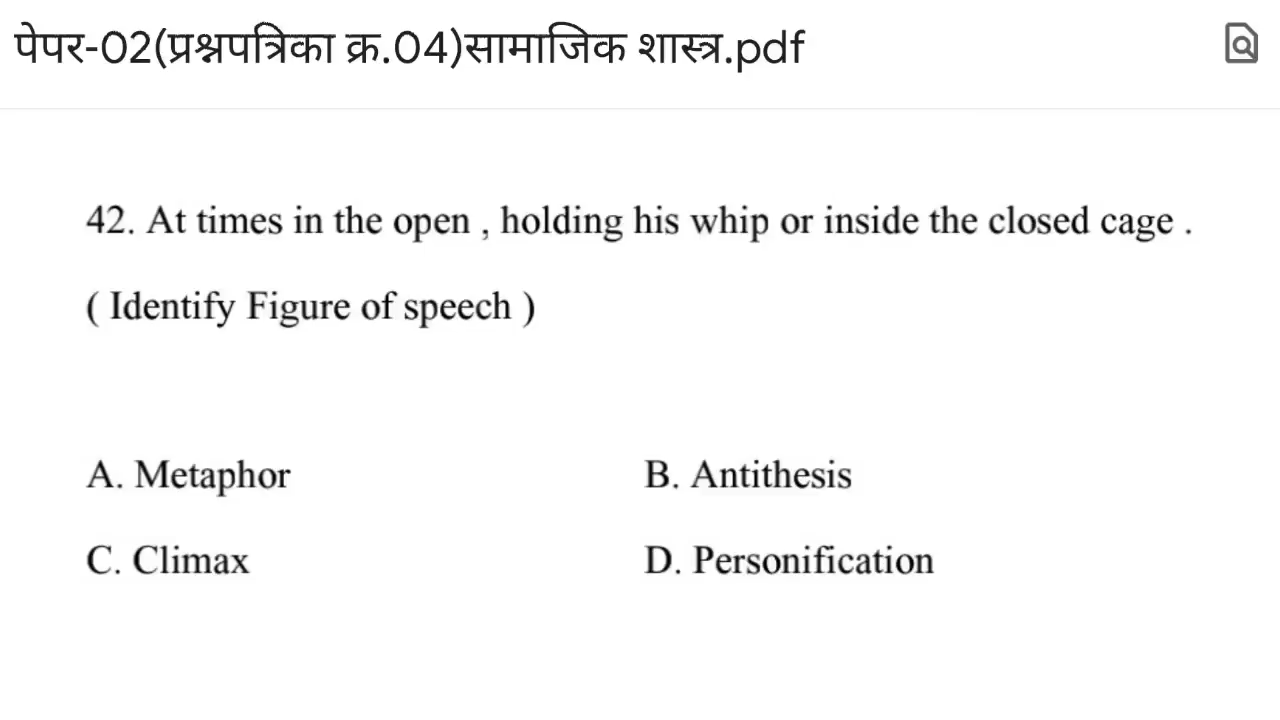 पेपर-02(प्रश्नपत्रिका क्र.04)सामाजिक शास्त्र.pdf
42. At times in the open , holding his whip or inside the closed cage .
( Identify Figure of speech )
A. Metaphor B. Antithesis
C. Climax D. Personification